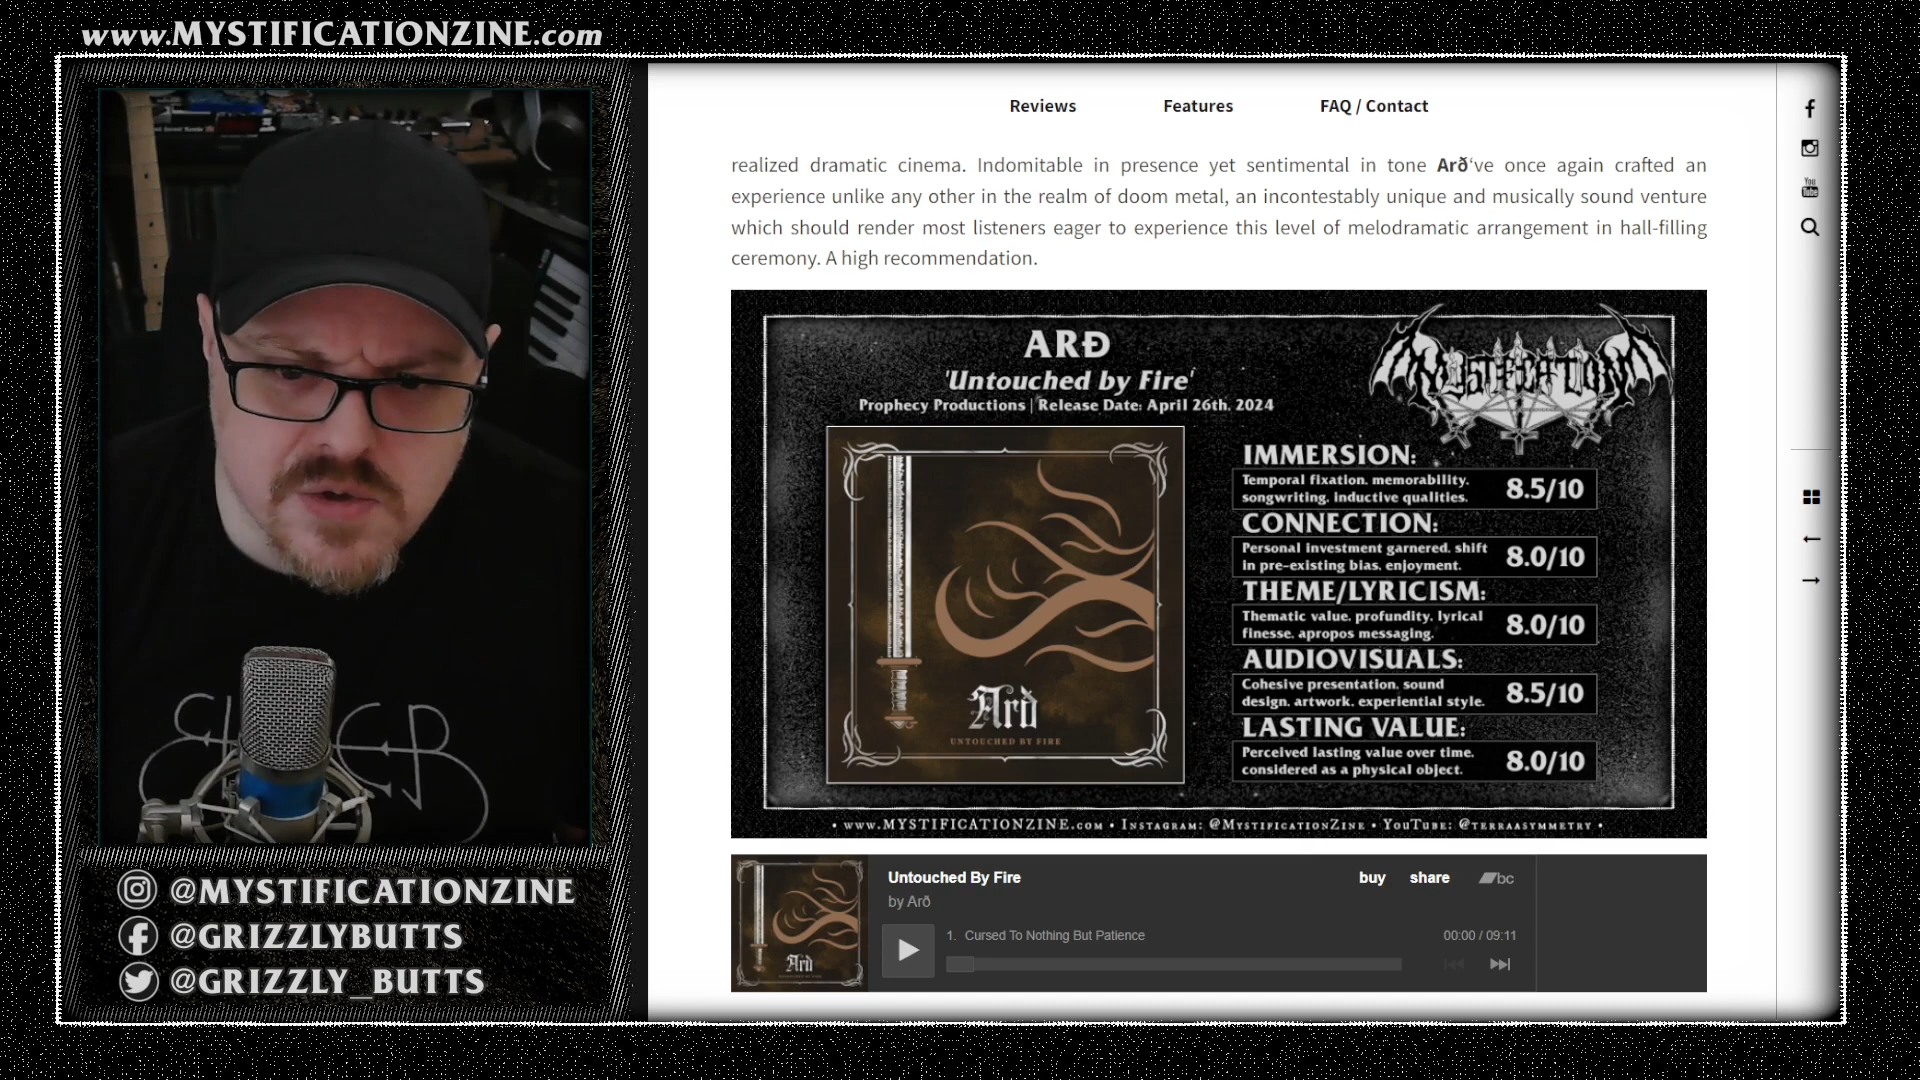 www.MYSTIFICATIONZINE.com
Reviews
Features
FAQ / Contact
realized dramatic cinema. Indomitable in presence yet sentimental in tone Arð‘ve once again crafted an
experience unlike any other in the realm of doom metal, an incontestably unique and musically sound venture
which should render most listeners eager to experience this level of melodramatic arrangement in hall-filling
ceremony. A high recommendation.
ARÐ
'Untouched by Fire'
Prophecy Productions | Release Date: April 26th, 2024
MYSTIFICATION
IMMERSION:
Temporal fixation, memorability,
songwriting, inductive qualities.
8.5/10
CONNECTION:
Personal investment garnered, shift
in pre-existing bias, enjoyment.
8.0/10
THEME/LYRICISM:
Thematic value, profundity, lyrical
finesse, apropos messaging.
8.0/10
AUDIOVISUALS:
Cohesive presentation, sound
design, artwork, experiential style.
8.5/10
LASTING VALUE:
Perceived lasting value over time,
considered as a physical object.
8.0/10
Arð
UNTOUCHED BY FIRE
• www.MYSTIFICATIONZINE.com • Instagram: @MystificationZine • YouTube: @terraasymmetry •
Untouched By Fire
by Arð
buy
share
bc
1. Cursed To Nothing But Patience
00:00 / 09:11
Arð
You
Tube
@MYSTIFICATIONZINE
@GRIZZLYBUTTS
@GRIZZLY_BUTTS